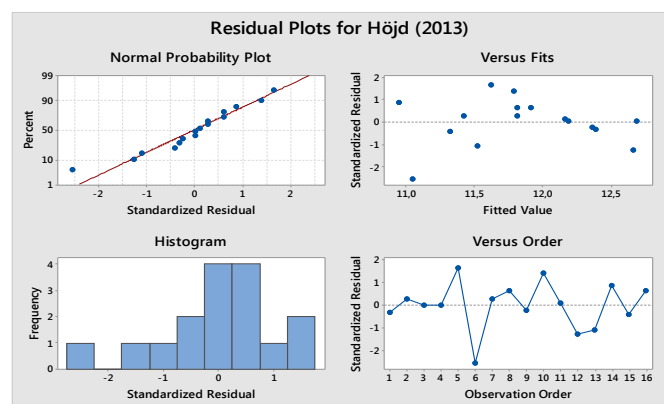 Residual Plots for Höjd (2013)
Normal Probability Plot
99
90
50
10
1
Percent
-2 -1 0 1 2
Standardized Residual
Versus Fits
2
1
0
-1
-2
Standardized Residual
11,0 11,5 12,0 12,5
Fitted Value
Histogram
4
3
2
1
0
Frequency
-2 -1 0 1
Standardized Residual
Versus Order
2
1
0
-1
-2
Standardized Residual
1 2 3 4 5 6 7 8 9 10 11 12 13 14 15 16
Observation Order